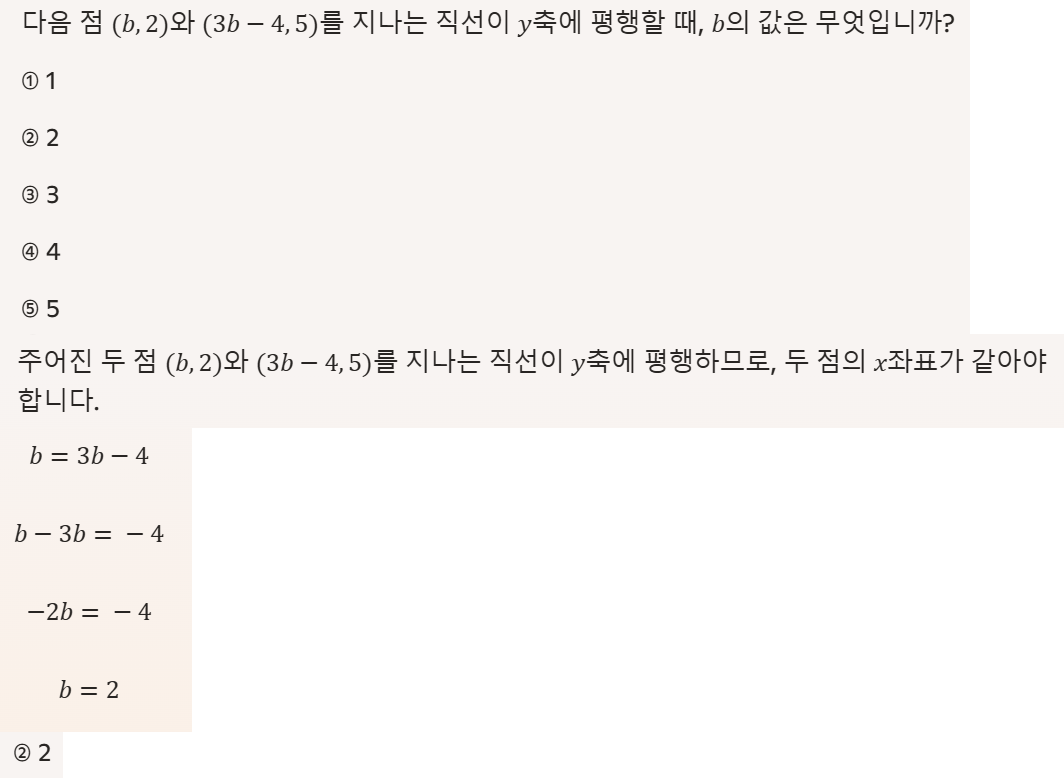 다음 점 (b, 2)와 (3b − 4, 5)를 지나는 직선이 y축에 평행할 때, b의 값은 무엇입니까?
① 1
② 2
③ 3
④ 4
⑤ 5
주어진 두 점 (b, 2)와 (3b − 4, 5)를 지나는 직선이 y축에 평행하므로, 두 점의 x좌표가 같아야
합니다.
b = 3b − 4
b − 3b = − 4
−2b = − 4
b = 2
② 2